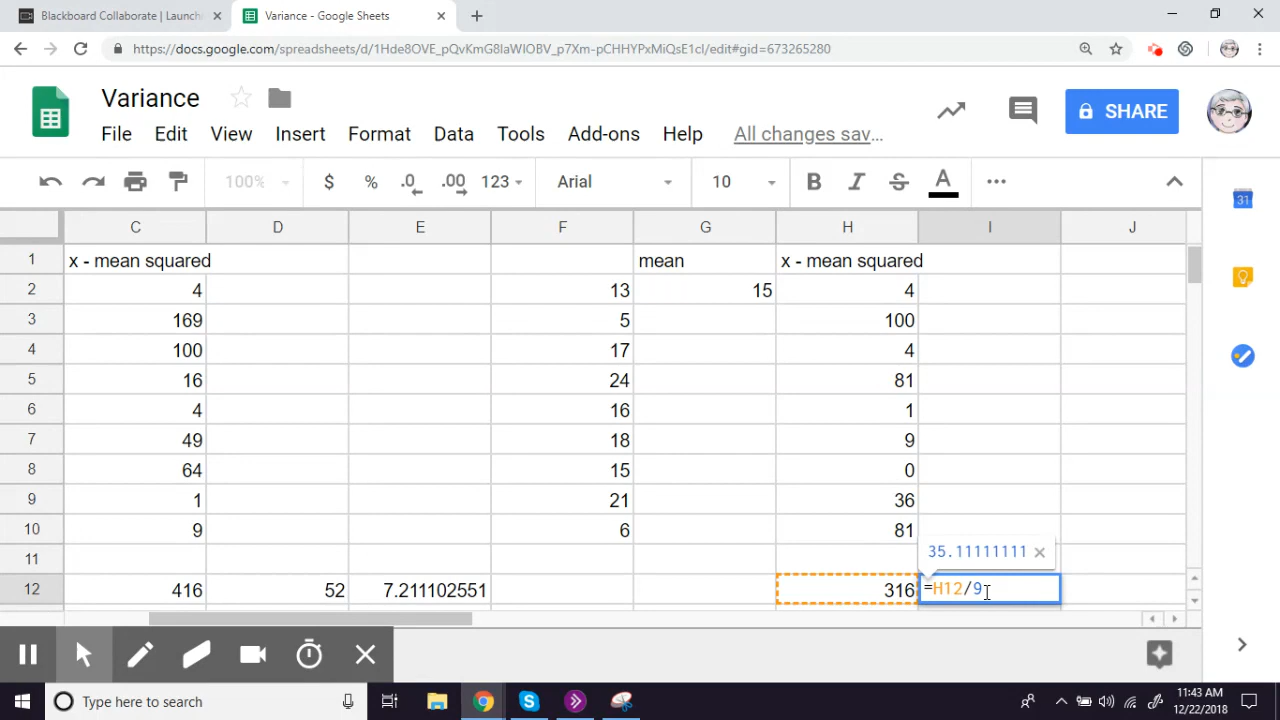 Blackboard Collaborate | Launch
Variance - Google Sheets
https://docs.google.com/spreadsheets/d/1Hde8OVE_pQvKmG8IaWIOBV_p7Xm-pCHHYPxMiQsE1cI/edit#gid=673265280
Variance
File Edit View Insert Format Data Tools Add-ons Help All changes sav...
SHARE
100% $ % .0 .00 123 Arial 10 B I S A
31
C D E F G H I J
1 x - mean squared mean x - mean squared
2 4 13 15 4
3 169 5 100
4 100 17 4
5 16 24 81
6 4 16 1
7 49 18 9
8 64 15 0
9 1 21 36
10 9 6 81
11 35.11111111
12 416 52 7.211102551 316 =H12/9
Type here to search
11:43 AM
12/22/2018